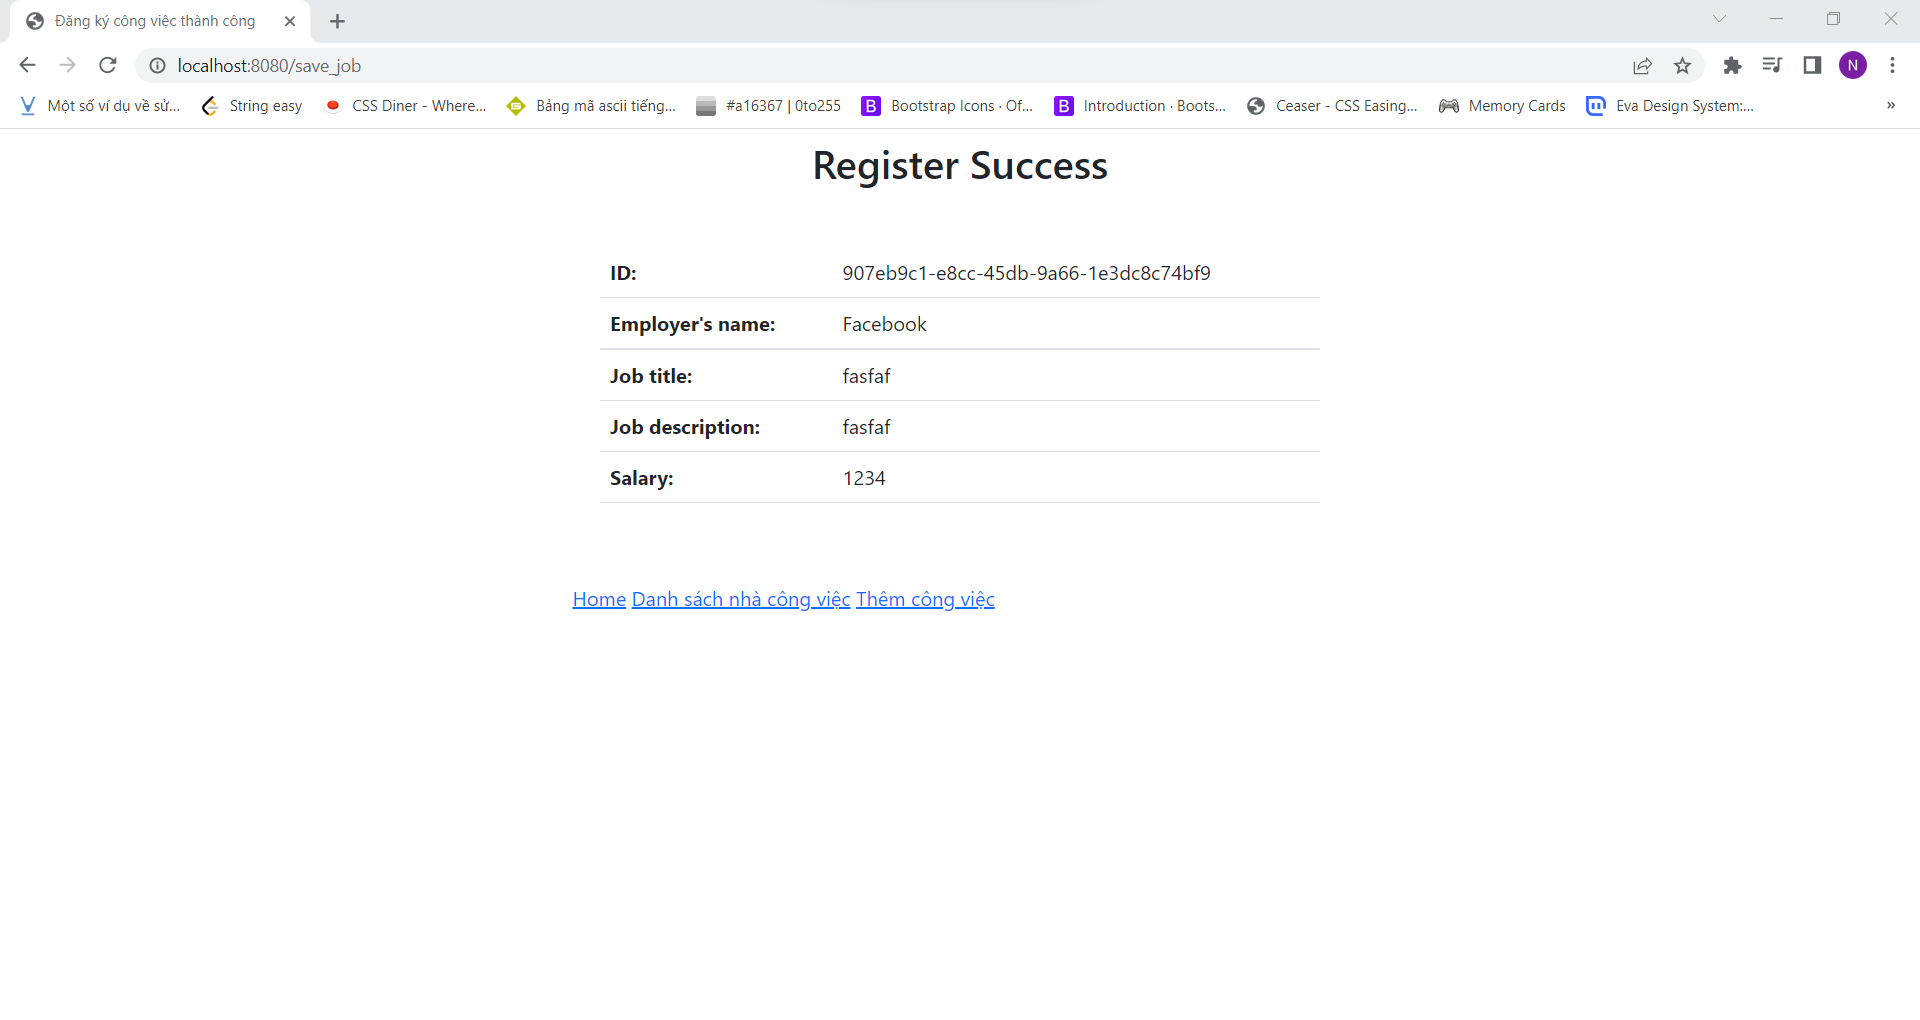 Đăng ký công việc thành công
localhost:8080/save_job
N
Một số ví dụ về sử... String easy CSS Diner - Where... Bảng mã ascii tiếng... #a16367 | 0to255 Bootstrap Icons · Of... Introduction · Boots... Ceaser - CSS Easing... Memory Cards Eva Design System:... »
Register Success
ID: 907eb9c1-e8cc-45db-9a66-1e3dc8c74bf9
Employer's name: Facebook
Job title: fasfaf
Job description: fasfaf
Salary: 1234
Home Danh sách nhà công việc Thêm công việc